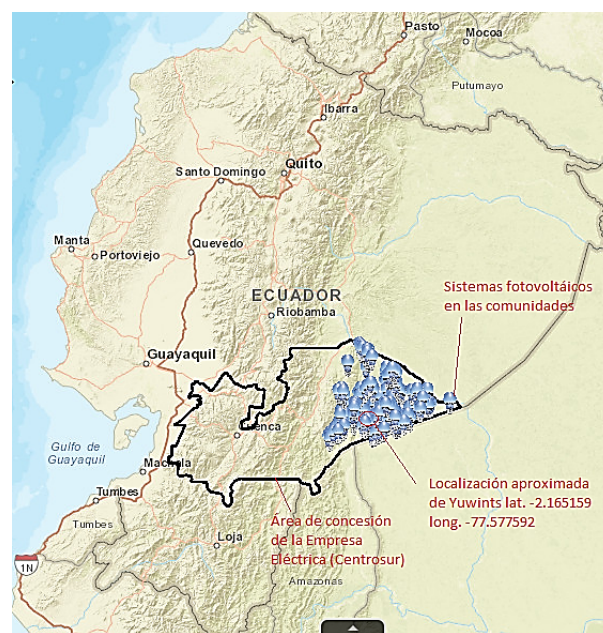 Pasto
Mocoa
Putumayo
Ibarra
Quito
Santo Domingo
Manta
Portoviejo
Quevedo
ECUADOR
Riobamba
Sistemas fotovoltáicos
en las comunidades
Guayaquil
Cuenca
Gulfo de
Guayaquil
Machala
Localización aproximada
de Yuwints lat. -2.165159
long. -77.577592
Tumbes
Tumbes
Área de concesión
de la Empresa
Eléctrica (Centrosur)
Loja
1N
Amazonas